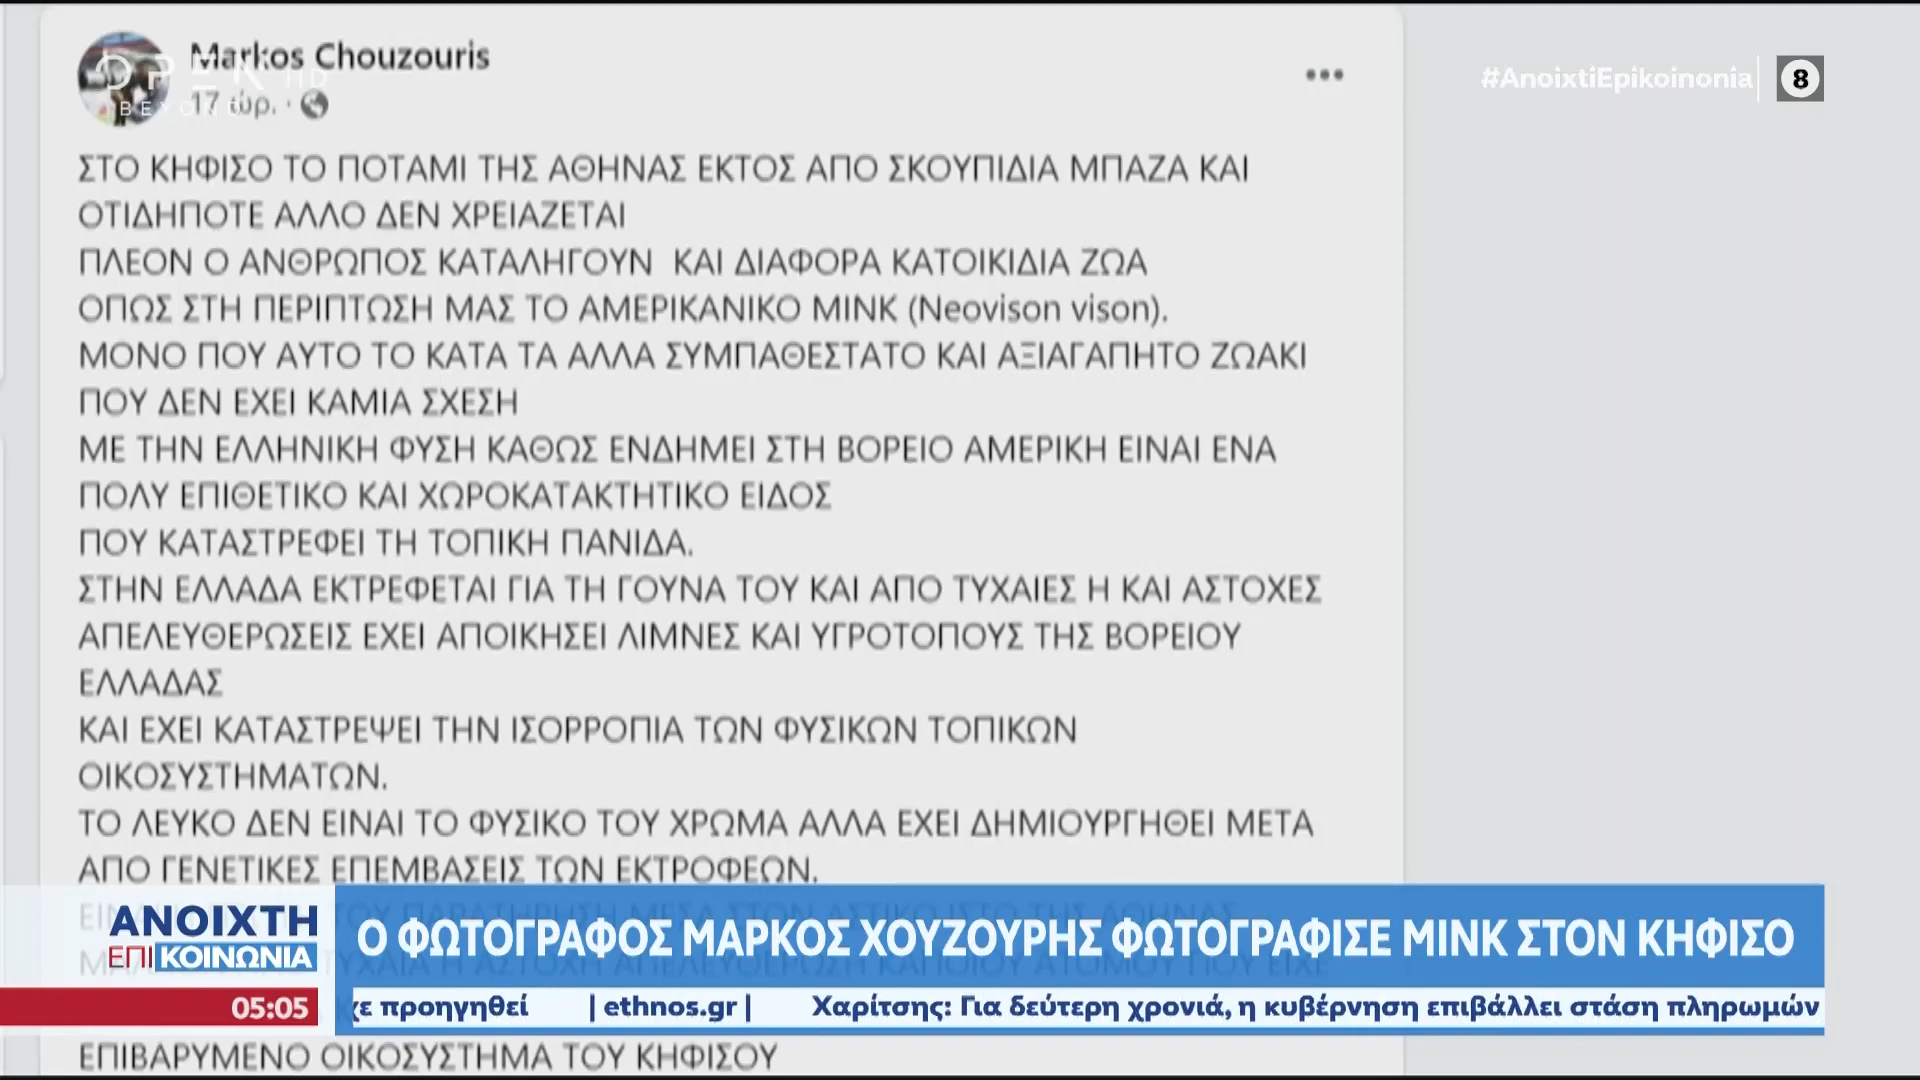 Markos Chouzouris
17 ώρ. ·
OPEN HD
BEYOND
#AnoixtiEpikoinonia
8
ΣΤΟ ΚΗΦΙΣΟ ΤΟ ΠΟΤΑΜΙ ΤΗΣ ΑΘΗΝΑΣ ΕΚΤΟΣ ΑΠΟ ΣΚΟΥΠΙΔΙΑ ΜΠΑΖΑ ΚΑΙ
ΟΤΙΔΗΠΟΤΕ ΑΛΛΟ ΔΕΝ ΧΡΕΙΑΖΕΤΑΙ
ΠΛΕΟΝ Ο ΑΝΘΡΩΠΟΣ ΚΑΤΑΛΗΓΟΥΝ ΚΑΙ ΔΙΑΦΟΡΑ ΚΑΤΟΙΚΙΔΙΑ ΖΩΑ
ΟΠΩΣ ΣΤΗ ΠΕΡΙΠΤΩΣΗ ΜΑΣ ΤΟ ΑΜΕΡΙΚΑΝΙΚΟ ΜΙΝΚ (Neovison vison).
ΜΟΝΟ ΠΟΥ ΑΥΤΟ ΤΟ ΚΑΤΑ ΤΑ ΑΛΛΑ ΣΥΜΠΑΘΕΣΤΑΤΟ ΚΑΙ ΑΞΙΑΓΑΠΗΤΟ ΖΩΑΚΙ
ΠΟΥ ΔΕΝ ΕΧΕΙ ΚΑΜΙΑ ΣΧΕΣΗ
ΜΕ ΤΗΝ ΕΛΛΗΝΙΚΗ ΦΥΣΗ ΚΑΘΩΣ ΕΝΔΗΜΕΙ ΣΤΗ ΒΟΡΕΙΟ ΑΜΕΡΙΚΗ ΕΙΝΑΙ ΕΝΑ
ΠΟΛΥ ΕΠΙΘΕΤΙΚΟ ΚΑΙ ΧΩΡΟΚΑΤΑΚΤΗΤΙΚΟ ΕΙΔΟΣ
ΠΟΥ ΚΑΤΑΣΤΡΕΦΕΙ ΤΗ ΤΟΠΙΚΗ ΠΑΝΙΔΑ.
ΣΤΗΝ ΕΛΛΑΔΑ ΕΚΤΡΕΦΕΤΑΙ ΓΙΑ ΤΗ ΓΟΥΝΑ ΤΟΥ ΚΑΙ ΑΠΟ ΤΥΧΑΙΕΣ Η ΚΑΙ ΑΣΤΟΧΕΣ
ΑΠΕΛΕΥΘΕΡΩΣΕΙΣ ΕΧΕΙ ΑΠΟΙΚΗΣΕΙ ΛΙΜΝΕΣ ΚΑΙ ΥΓΡΟΤΟΠΟΥΣ ΤΗΣ ΒΟΡΕΙΟΥ
ΕΛΛΑΔΑΣ
ΚΑΙ ΕΧΕΙ ΚΑΤΑΣΤΡΕΨΕΙ ΤΗΝ ΙΣΟΡΡΟΠΙΑ ΤΩΝ ΦΥΣΙΚΩΝ ΤΟΠΙΚΩΝ
ΟΙΚΟΣΥΣΤΗΜΑΤΩΝ.
ΤΟ ΛΕΥΚΟ ΔΕΝ ΕΙΝΑΙ ΤΟ ΦΥΣΙΚΟ ΤΟΥ ΧΡΩΜΑ ΑΛΛΑ ΕΧΕΙ ΔΗΜΙΟΥΡΓΗΘΕΙ ΜΕΤΑ
ΑΠΟ ΓΕΝΕΤΙΚΕΣ ΕΠΕΜΒΑΣΕΙΣ ΤΩΝ ΕΚΤΡΟΦΕΩΝ.
ΑΝΟΙΧΤΗ
ΕΠΙΚΟΙΝΩΝΙΑ
Ο ΦΩΤΟΓΡΑΦΟΣ ΜΑΡΚΟΣ ΧΟΥΖΟΥΡΗΣ ΦΩΤΟΓΡΑΦΙΣΕ ΜΙΝΚ ΣΤΟΝ ΚΗΦΙΣΟ
05:05
χε προηγηθεί | ethnos.gr | Χαρίτσης: Για δεύτερη χρονιά, η κυβέρνηση επιβάλλει στάση πληρωμών
ΕΠΙΒΑΡΥΜΕΝΟ ΟΙΚΟΣΥΣΤΗΜΑ ΤΟΥ ΚΗΦΙΣΟΥ